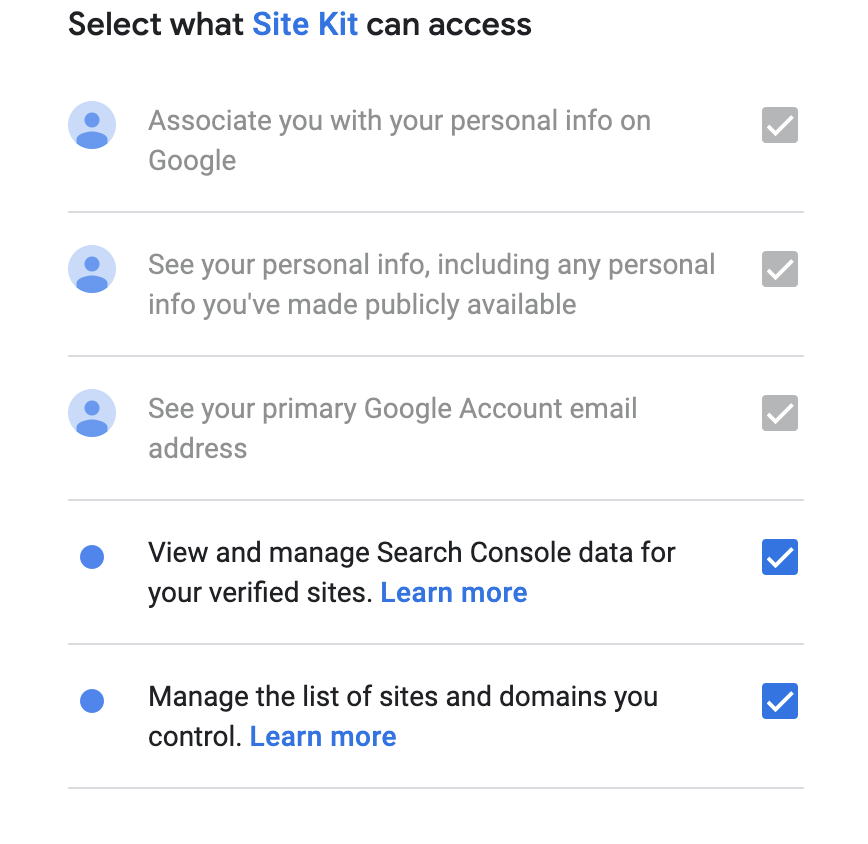 Select what Site Kit can access
Associate you with your personal info on
Google
See your personal info, including any personal
info you've made publicly available
See your primary Google Account email
address
View and manage Search Console data for
your verified sites. Learn more
Manage the list of sites and domains you
control. Learn more